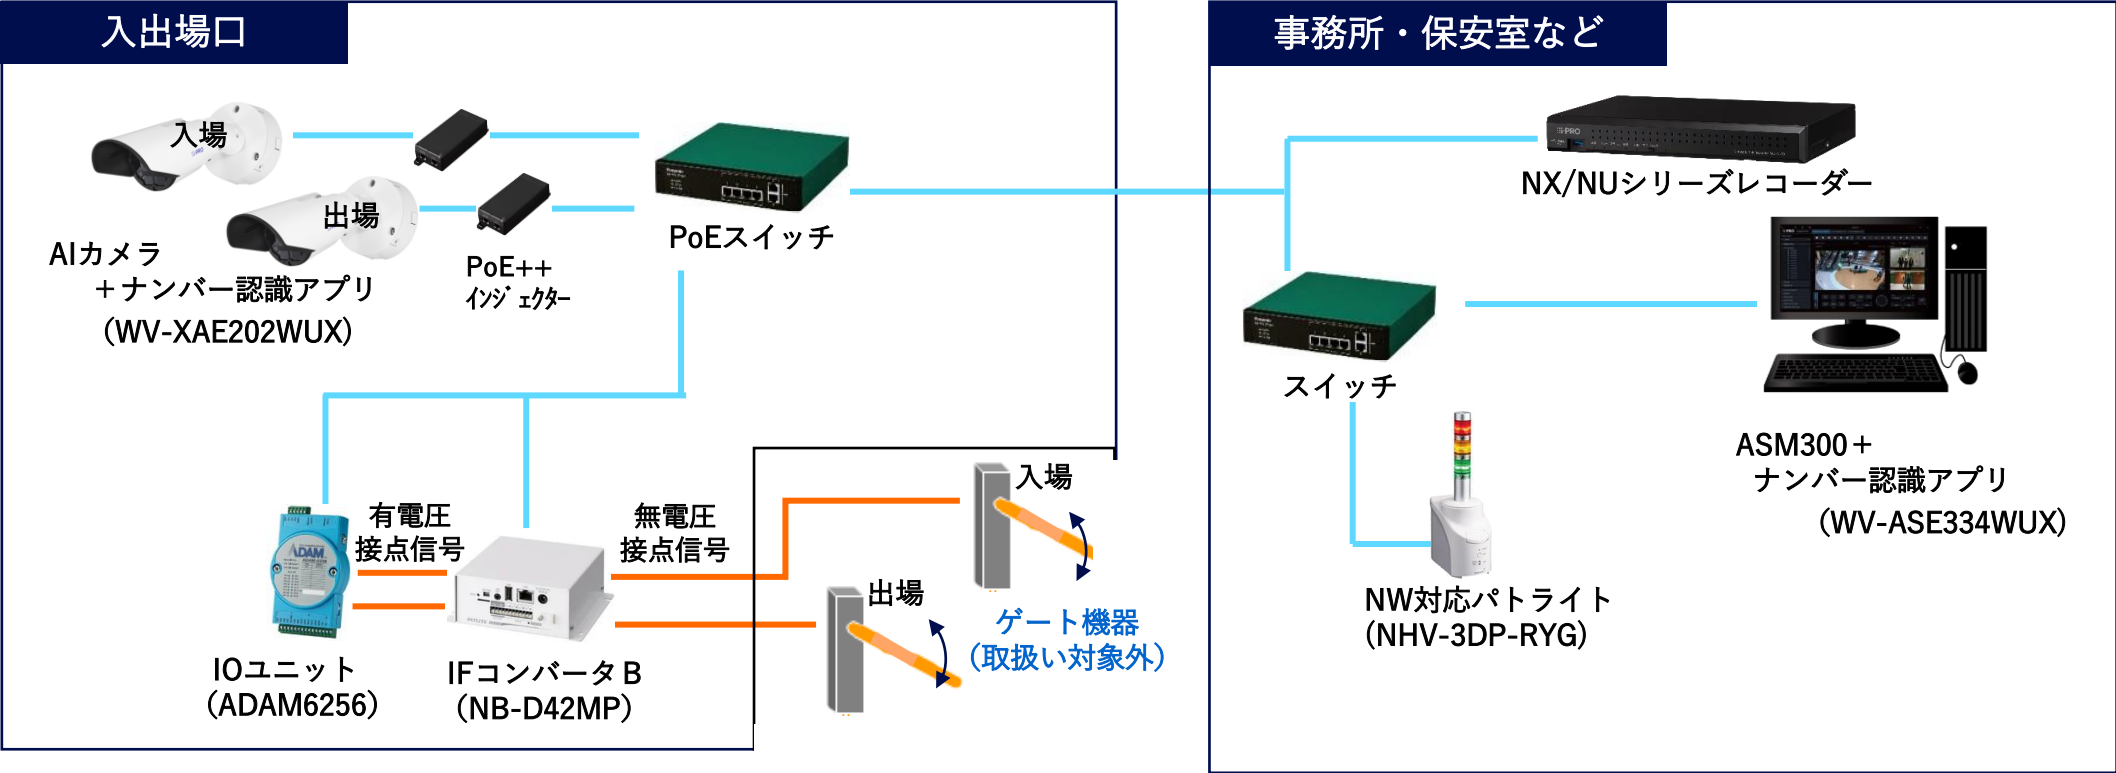 入出場口
入場
出場
AIカメラ
＋ナンバー認識アプリ
(WV-XAE202WUX)
PoE++
ｲﾝｼﾞｪｸﾀｰ
PoEスイッチ
IOユニット
(ADAM6256)
有電圧
接点信号
IFコンバータB
(NB-D42MP)
無電圧
接点信号
入場
出場
ゲート機器
(取扱い対象外)
ADAM
事務所・保安室など
i-PRO
NX/NUシリーズレコーダー
スイッチ
ASM300＋
ナンバー認識アプリ
(WV-ASE334WUX)
NW対応パトライト
(NHV-3DP-RYG)